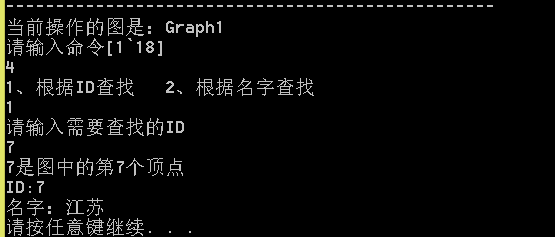 --------------------------------------------------
当前操作的图是：Graph1
请输入命令[1`18]
4
1、根据ID查找 2、根据名字查找
1
请输入需要查找的ID
7
7是图中的第7个顶点
ID:7
名字：江苏
请按任意键继续. . .